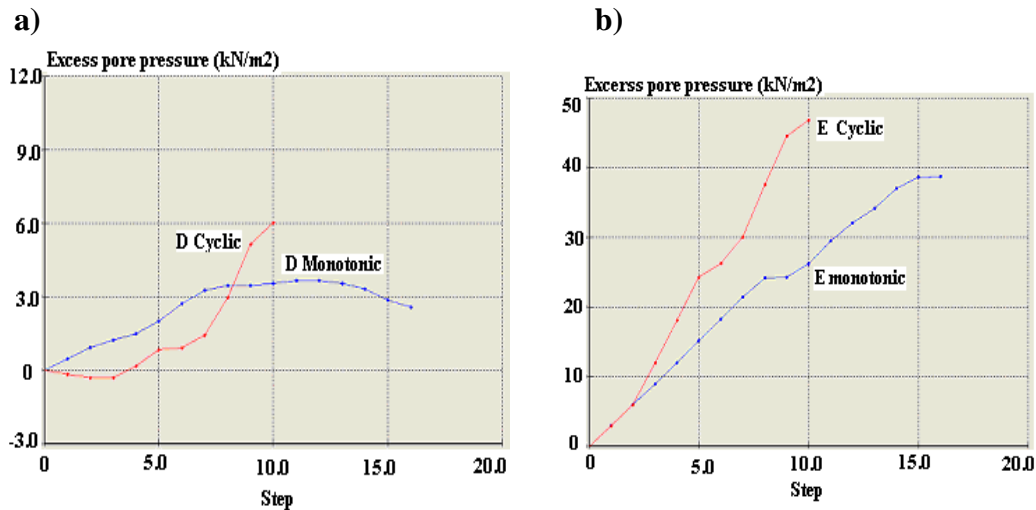 a)
Excess pore pressure (kN/m2)
12.0
9.0
6.0
3.0
0
-3.0
D Cyclic
D Monotonic
0
5.0
10.0
15.0
20.0
Step
b)
Excerss pore pressure (kN/m2)
50
40
30
20
10
0
E Cyclic
E monotonic
0
5.0
10.0
15.0
20.0
Step